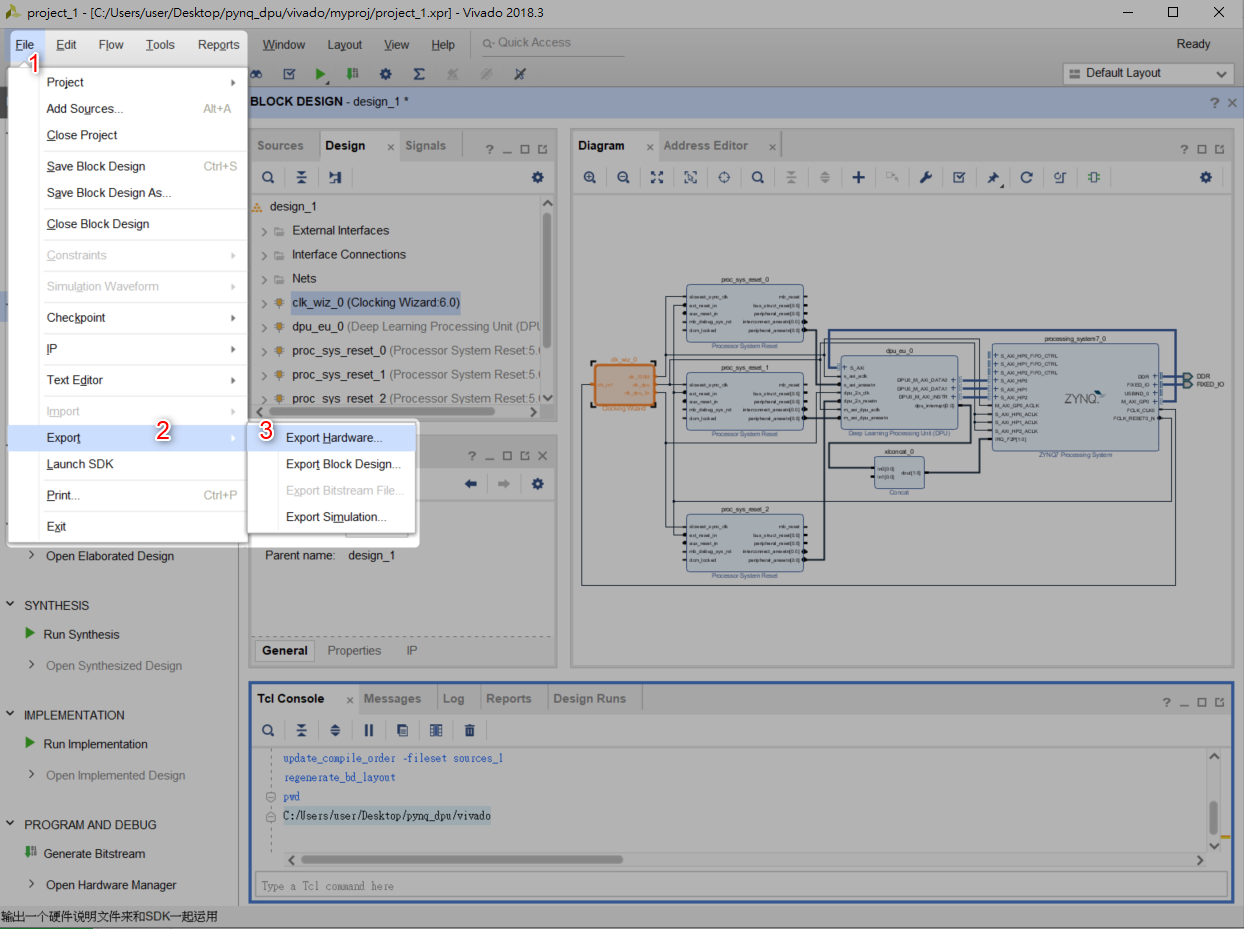 project_1 - [C:/Users/user/Desktop/pynq_dpu/vivado/myproj/project_1.xpr] - Vivado 2018.3
File Edit Flow Tools Reports Window Layout View Help Quick Access Ready
1
Default Layout
Project
Add Sources... Alt+A
Close Project
Save Block Design Ctrl+S
Save Block Design As...
Close Block Design
Constraints
Simulation Waveform
Checkpoint
IP
Text Editor
Import
Export 2
Launch SDK
Print... Ctrl+P
Exit
3 Export Hardware...
Export Block Design...
Export Bitstream File...
Export Simulation...
Open Elaborated Design
SYNTHESIS
Run Synthesis
Open Synthesized Design
IMPLEMENTATION
Run Implementation
Open Implemented Design
PROGRAM AND DEBUG
Generate Bitstream
Open Hardware Manager
BLOCK DESIGN - design_1 *
Sources Design Signals
design_1
External Interfaces
Interface Connections
Nets
clk_wiz_0 (Clocking Wizard:6.0)
dpu_eu_0 (Deep Learning Processing Unit (DPU
proc_sys_reset_0 (Processor System Reset:5.
proc_sys_reset_1 (Processor System Reset:5.
proc_sys_reset_2 (Processor System Reset:5.
Parent name: design_1
General Properties IP
Diagram Address Editor
proc_sys_reset_0
Processor System Reset
clk_wiz_0
Clocking Wizard
proc_sys_reset_1
Processor System Reset
dpu_eu_0
Deep Learning Processing Unit (DPU)
xlconcat_0
Concat
processing_system7_0
ZYNQ
ZYNQ7 Processing System
DDR
FIXED_IO
proc_sys_reset_2
Processor System Reset
Tcl Console Messages Log Reports Design Runs
update_compile_order -fileset sources_1
regenerate_bd_layout
pwd
C:/Users/user/Desktop/pynq_dpu/vivado
Type a Tcl command here
输出一个硬件说明文件来和SDK一起运用